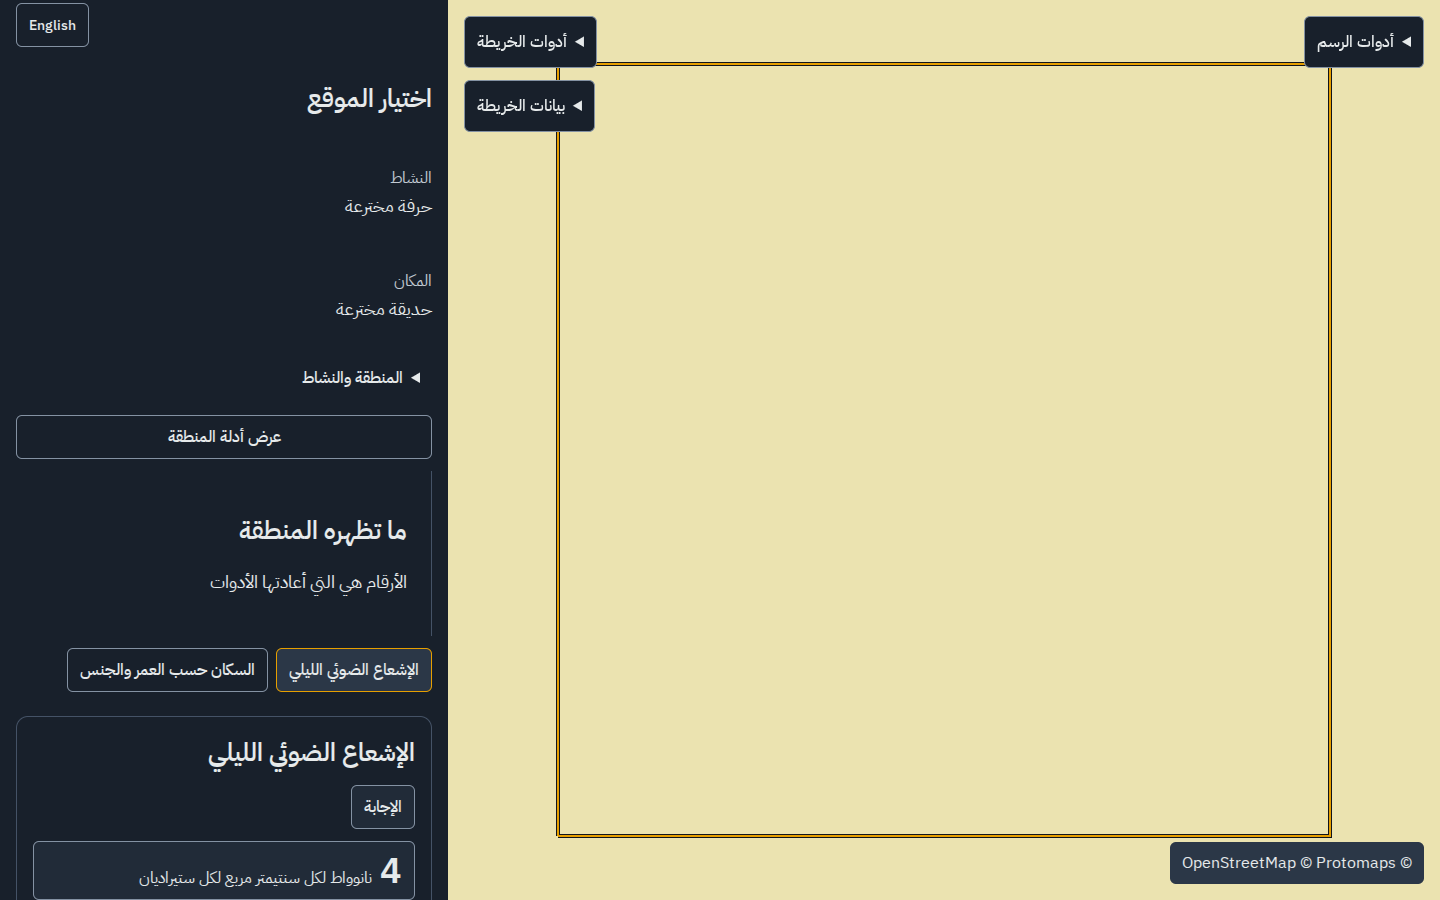 English
اختيار الموقع
النشاط
حرفة مخترعة
المكان
حديقة مخترعة
المنطقة والنشاط
عرض أدلة المنطقة
ما تظهره المنطقة
الأرقام هي التي أعادتها الأدوات
الإشعاع الضوئي الليلي
السكان حسب العمر والجنس
الإشعاع الضوئي الليلي
الإجابة
4 نانوواط لكل سنتيمتر مربع لكل ستيراديان
أدوات الرسم
أدوات الخريطة
بيانات الخريطة
OpenStreetMap © Protomaps ©